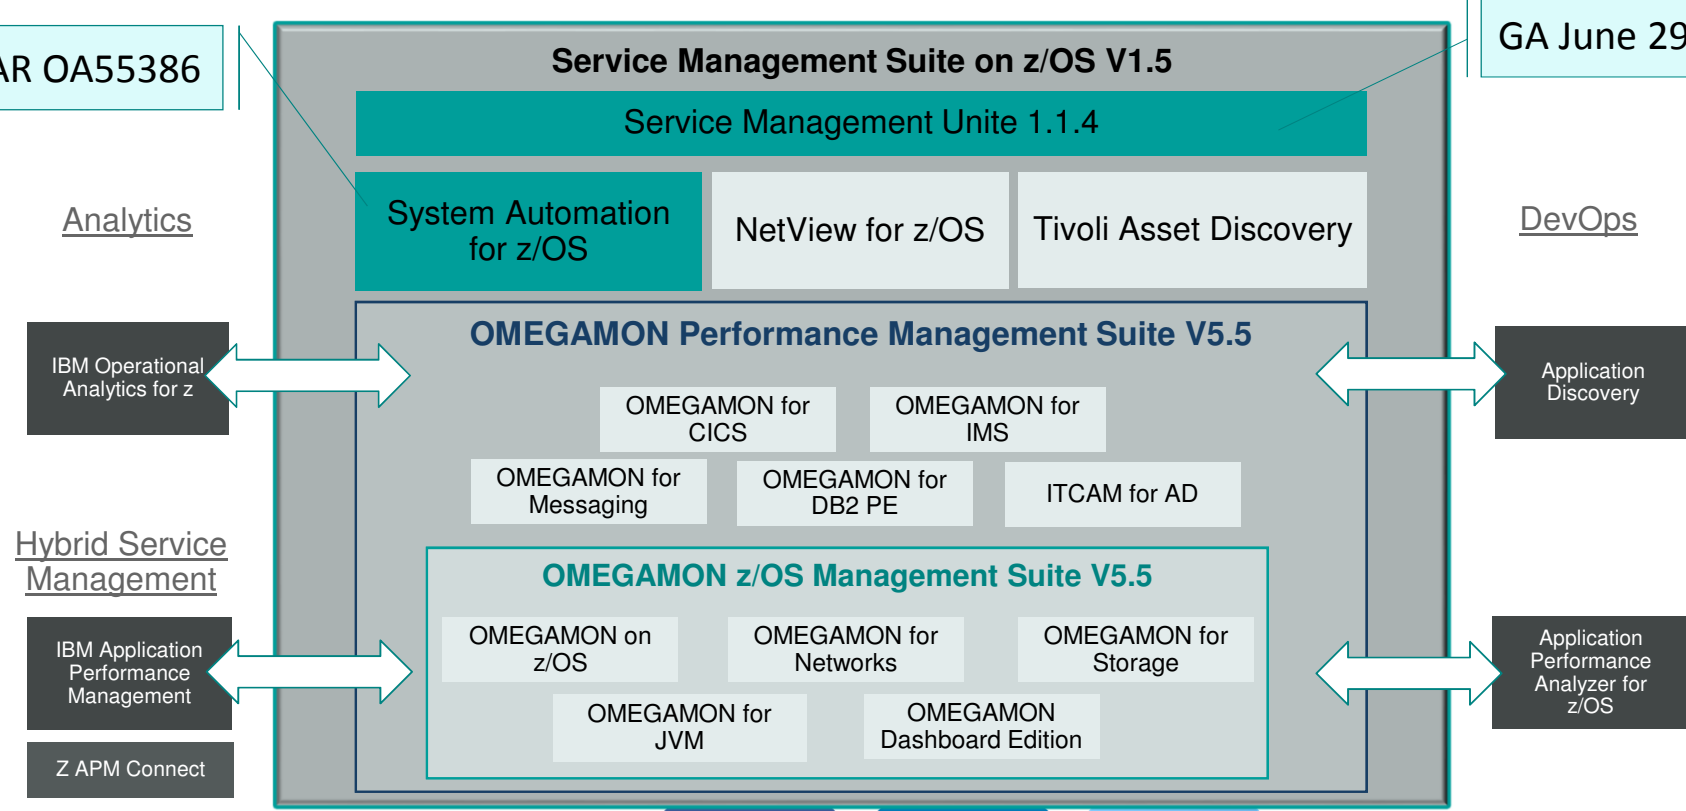 AR OA55386
GA June 29
Service Management Suite on z/OS V1.5
Service Management Unite 1.1.4
System Automation
for z/OS
NetView for z/OS
Tivoli Asset Discovery
Analytics
DevOps
OMEGAMON Performance Management Suite V5.5
IBM Operational
Analytics for z
Application
Discovery
OMEGAMON for
CICS
OMEGAMON for
IMS
OMEGAMON for
Messaging
OMEGAMON for
DB2 PE
ITCAM for AD
Hybrid Service
Management
OMEGAMON z/OS Management Suite V5.5
IBM Application
Performance
Management
OMEGAMON on
z/OS
OMEGAMON for
Networks
OMEGAMON for
Storage
Application
Performance
Analyzer for
z/OS
OMEGAMON for
JVM
OMEGAMON
Dashboard Edition
Z APM Connect